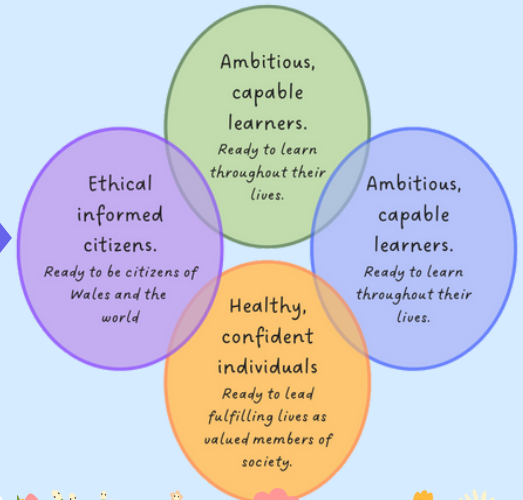 Ambitious,
capable
learners.
Ready to learn
throughout their
lives.
Ethical
informed
citizens.
Ready to be citizens of
Wales and the
world
Ambitious,
capable
learners.
Ready to learn
throughout their
lives.
Healthy,
confident
individuals
Ready to lead
fulfilling lives as
valued members of
society.